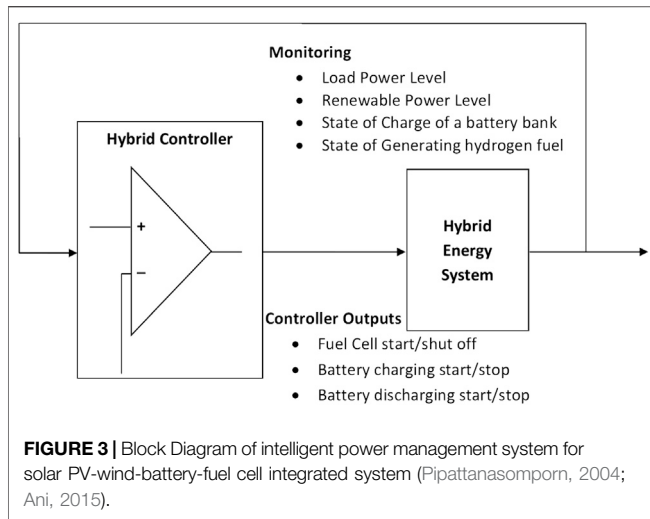 Monitoring
• Load Power Level
• Renewable Power Level
• State of Charge of a battery bank
• State of Generating hydrogen fuel
Hybrid Controller
+
−
Hybrid
Energy
System
Controller Outputs
• Fuel Cell start/shut off
• Battery charging start/stop
• Battery discharging start/stop
FIGURE 3 | Block Diagram of intelligent power management system for
solar PV-wind-battery-fuel cell integrated system (Pipattanasomporn, 2004;
Ani, 2015).